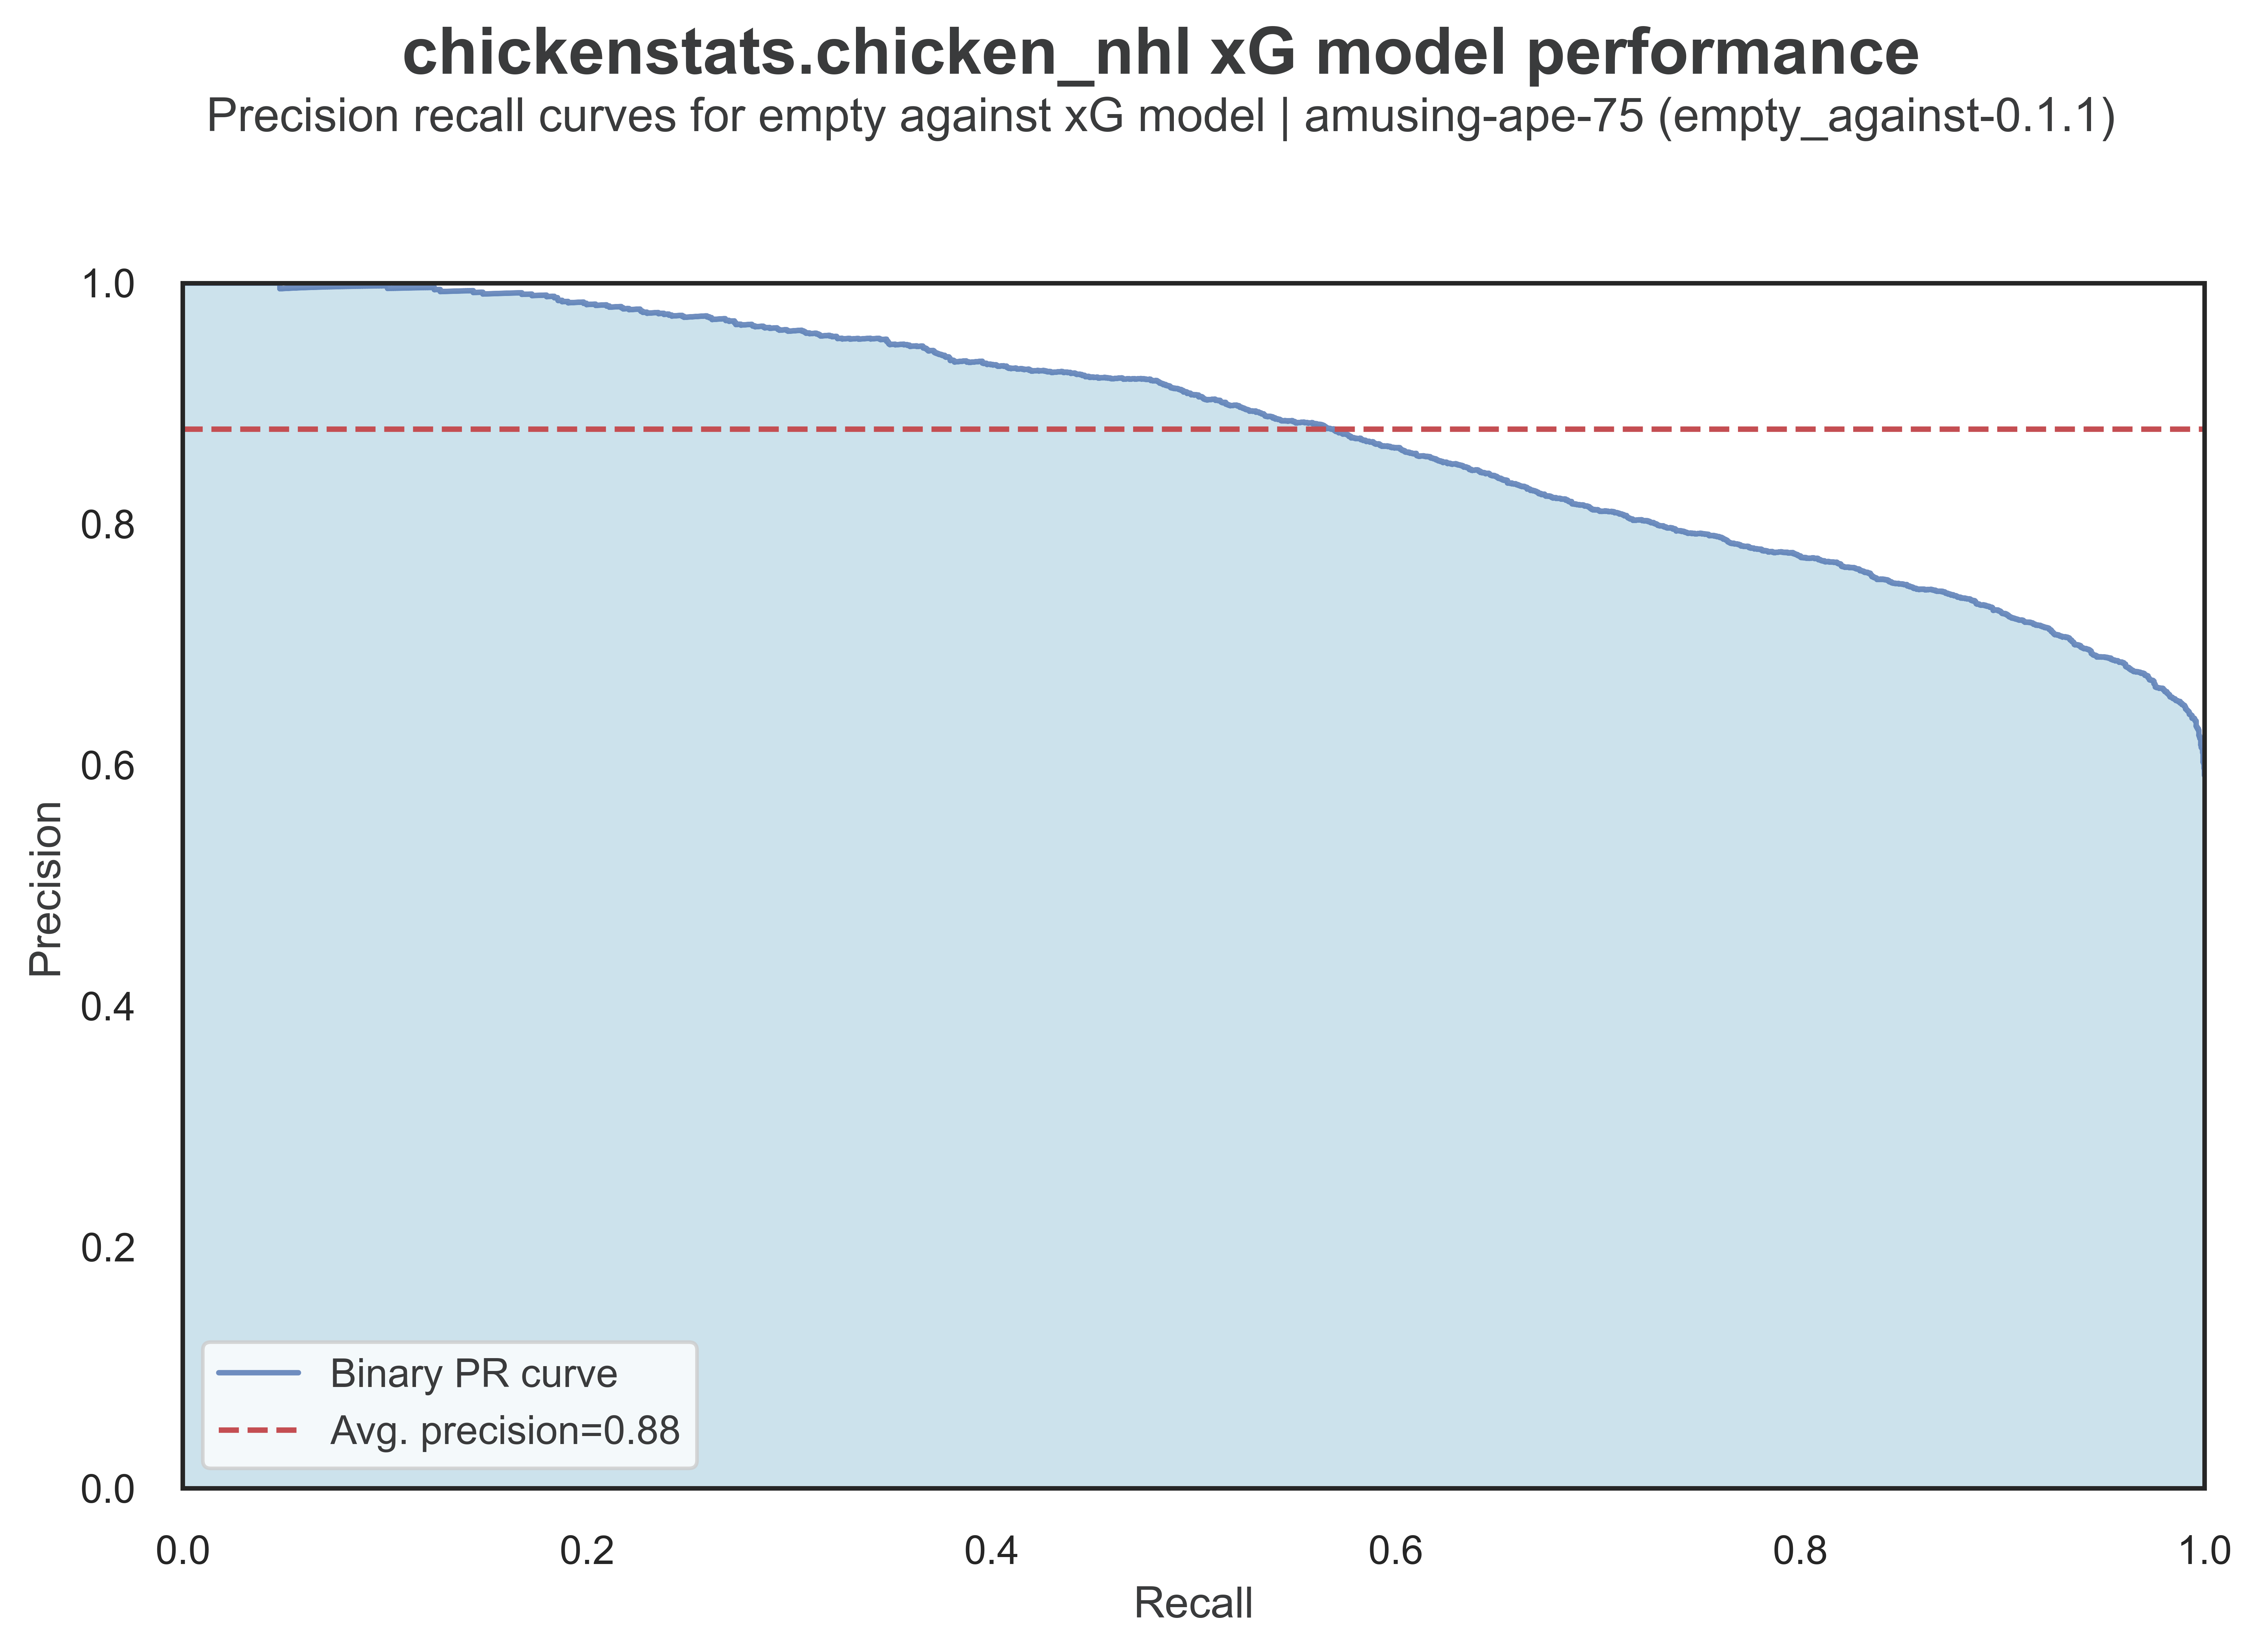 chickenstats.chicken_nhl xG model performance
Precision recall curves for empty against xG model | amusing-ape-75 (empty_against-0.1.1)
1.0
0.8
0.6
0.4
0.2
0.0
Precision
Binary PR curve
Avg. precision=0.88
0.0 0.2 0.4 0.6 0.8 1.0
Recall